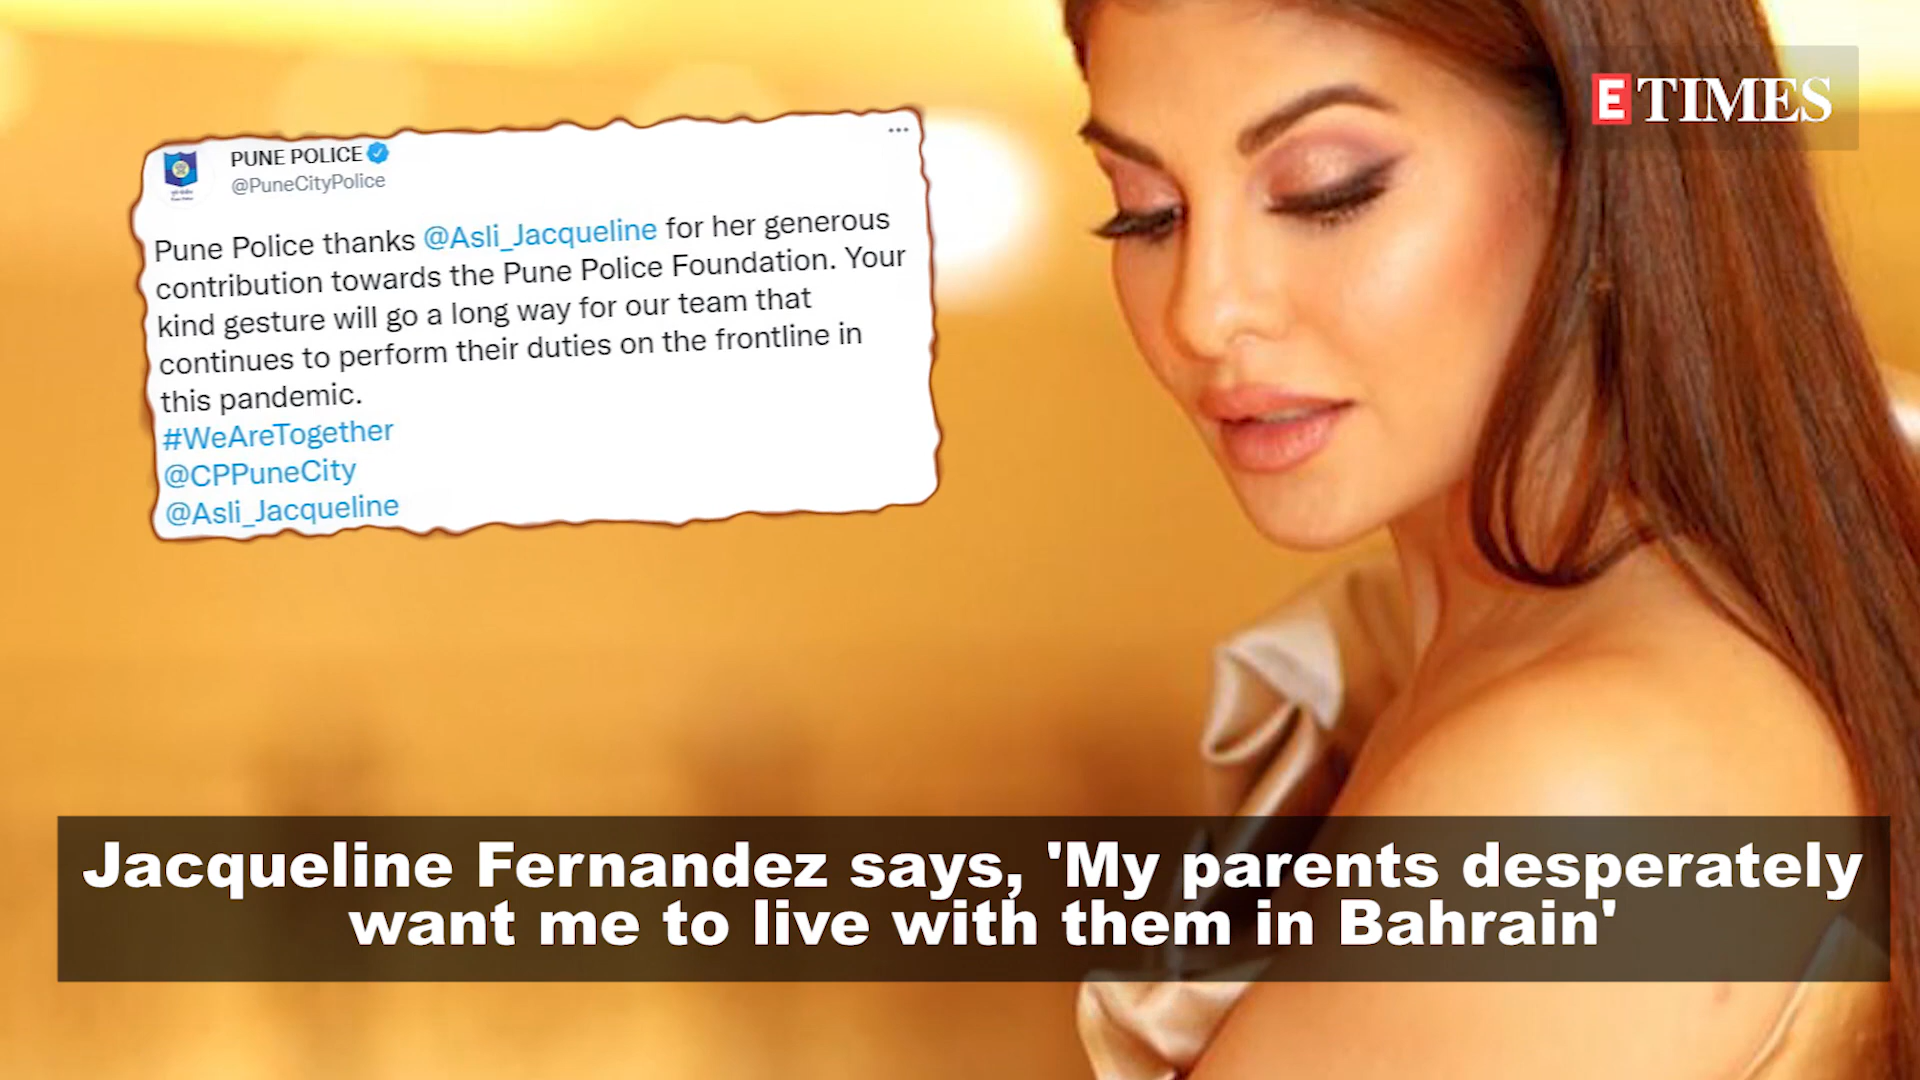 ETIMES
PUNE POLICE
@PuneCityPolice
Pune Police thanks @Asli_Jacqueline for her generous
contribution towards the Pune Police Foundation. Your
kind gesture will go a long way for our team that
continues to perform their duties on the frontline in
this pandemic.
#WeAreTogether
@CPPuneCity
@Asli_Jacqueline
Jacqueline Fernandez says, 'My parents desperately
want me to live with them in Bahrain'